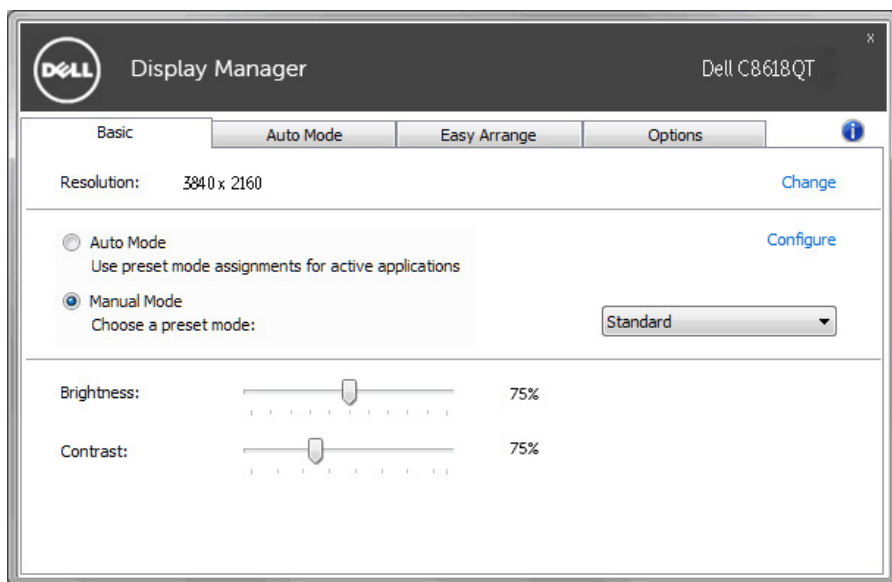 x
DELL Display Manager Dell C8618QT
Basic Auto Mode Easy Arrange Options i
Resolution: 3840 x 2160 Change
Auto Mode Configure
Use preset mode assignments for active applications
Manual Mode
Choose a preset mode: Standard
Brightness: 75%
Contrast: 75%